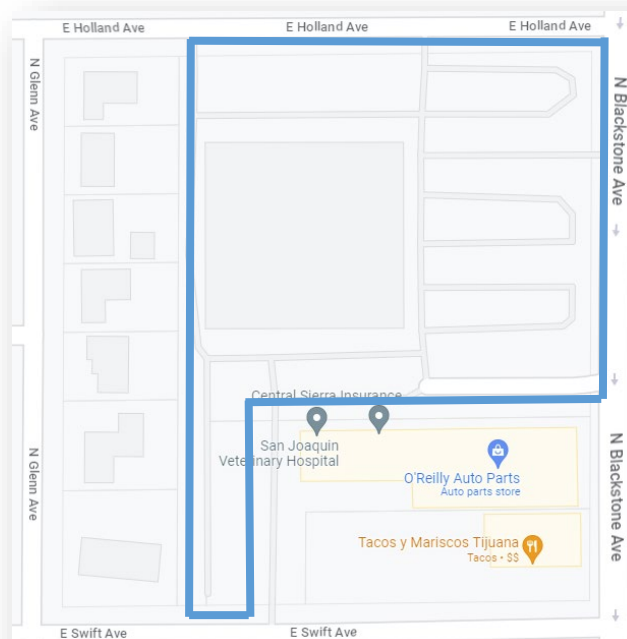 E Holland Ave
E Holland Ave
E Holland Ave
N Glenn Ave
N Blackstone Ave
Central Sierra Insurance
San Joaquin
Veterinary Hospital
O'Reilly Auto Parts
Auto parts store
N Glenn Ave
N Blackstone Ave
Tacos y Mariscos Tijuana
Tacos • $$
E Swift Ave
E Swift Ave